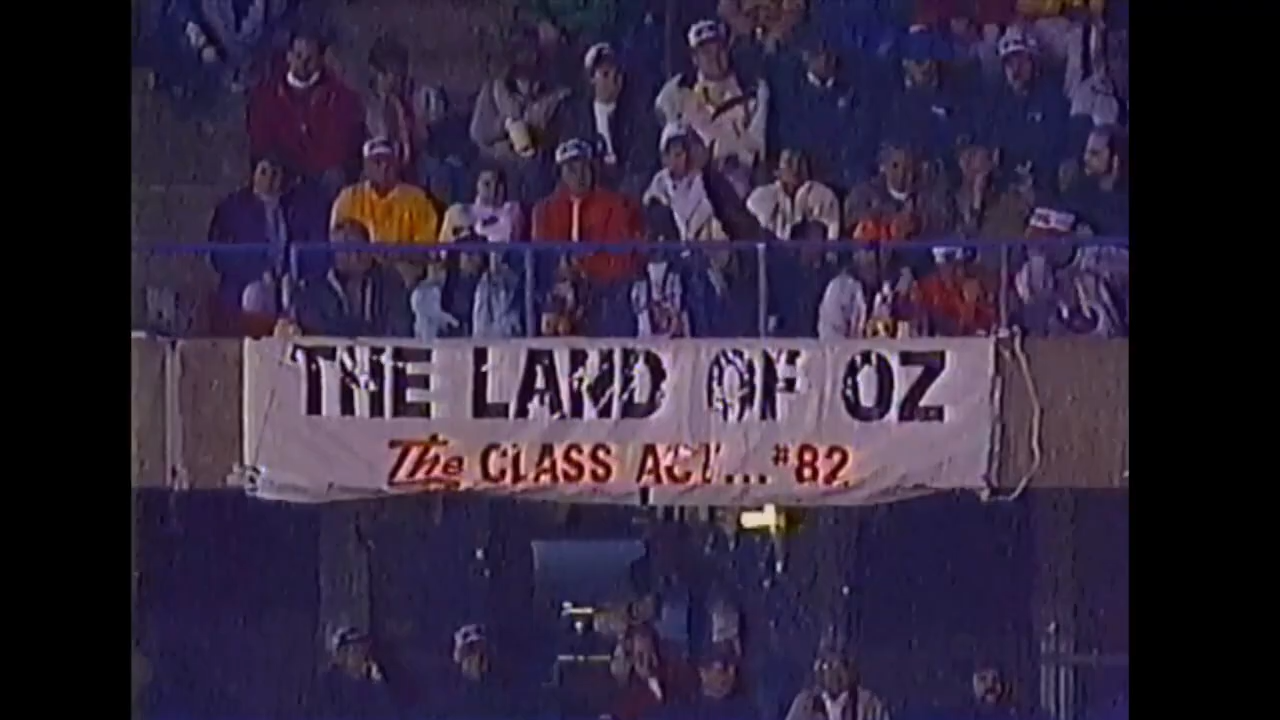 THE LAND OF OZ
The CLASS ACT...#82